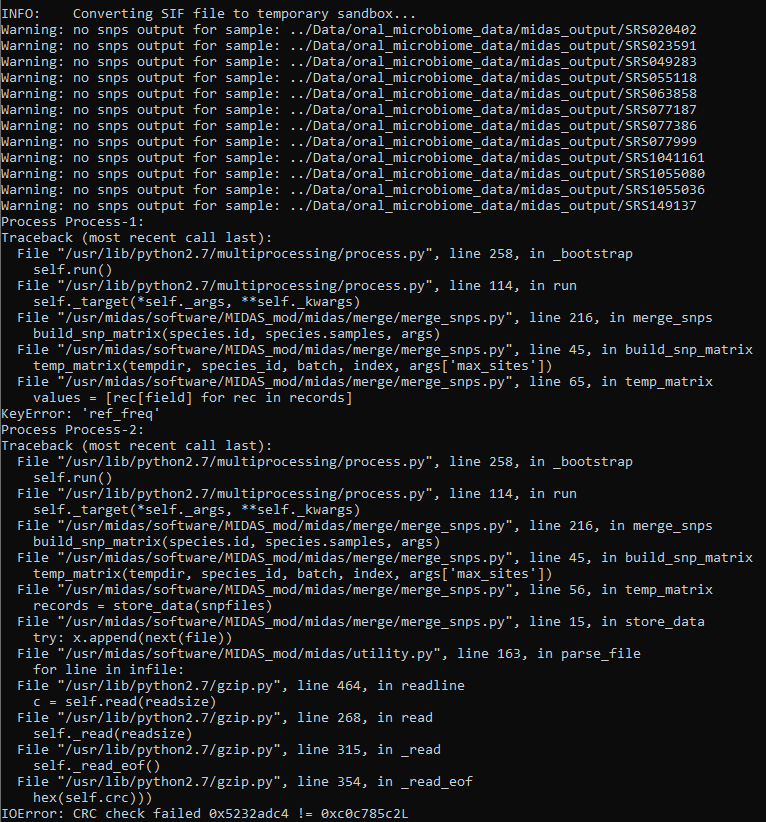 INFO:    Converting SIF file to temporary sandbox...
Warning: no snps output for sample: ../Data/oral_microbiome_data/midas_output/SRS020402
Warning: no snps output for sample: ../Data/oral_microbiome_data/midas_output/SRS023591
Warning: no snps output for sample: ../Data/oral_microbiome_data/midas_output/SRS049283
Warning: no snps output for sample: ../Data/oral_microbiome_data/midas_output/SRS055118
Warning: no snps output for sample: ../Data/oral_microbiome_data/midas_output/SRS063858
Warning: no snps output for sample: ../Data/oral_microbiome_data/midas_output/SRS077187
Warning: no snps output for sample: ../Data/oral_microbiome_data/midas_output/SRS077386
Warning: no snps output for sample: ../Data/oral_microbiome_data/midas_output/SRS077999
Warning: no snps output for sample: ../Data/oral_microbiome_data/midas_output/SRS1041161
Warning: no snps output for sample: ../Data/oral_microbiome_data/midas_output/SRS1055080
Warning: no snps output for sample: ../Data/oral_microbiome_data/midas_output/SRS1055036
Warning: no snps output for sample: ../Data/oral_microbiome_data/midas_output/SRS149137
Process Process-1:
Traceback (most recent call last):
  File "/usr/lib/python2.7/multiprocessing/process.py", line 258, in _bootstrap
    self.run()
  File "/usr/lib/python2.7/multiprocessing/process.py", line 114, in run
    self._target(*self._args, **self._kwargs)
  File "/usr/midas/software/MIDAS_mod/midas/merge/merge_snps.py", line 216, in merge_snps
    build_snp_matrix(species.id, species.samples, args)
  File "/usr/midas/software/MIDAS_mod/midas/merge/merge_snps.py", line 45, in build_snp_matrix
    temp_matrix(tempdir, species_id, batch, index, args['max_sites'])
  File "/usr/midas/software/MIDAS_mod/midas/merge/merge_snps.py", line 65, in temp_matrix
    values = [rec[field] for rec in records]
KeyError: 'ref_freq'
Process Process-2:
Traceback (most recent call last):
  File "/usr/lib/python2.7/multiprocessing/process.py", line 258, in _bootstrap
    self.run()
  File "/usr/lib/python2.7/multiprocessing/process.py", line 114, in run
    self._target(*self._args, **self._kwargs)
  File "/usr/midas/software/MIDAS_mod/midas/merge/merge_snps.py", line 216, in merge_snps
    build_snp_matrix(species.id, species.samples, args)
  File "/usr/midas/software/MIDAS_mod/midas/merge/merge_snps.py", line 45, in build_snp_matrix
    temp_matrix(tempdir, species_id, batch, index, args['max_sites'])
  File "/usr/midas/software/MIDAS_mod/midas/merge/merge_snps.py", line 56, in temp_matrix
    records = store_data(snpfiles)
  File "/usr/midas/software/MIDAS_mod/midas/merge/merge_snps.py", line 15, in store_data
    try: x.append(next(file))
  File "/usr/midas/software/MIDAS_mod/midas/utility.py", line 163, in parse_file
    for line in infile:
  File "/usr/lib/python2.7/gzip.py", line 464, in readline
    c = self.read(readsize)
  File "/usr/lib/python2.7/gzip.py", line 268, in read
    self._read(readsize)
  File "/usr/lib/python2.7/gzip.py", line 315, in _read
    self._read_eof()
  File "/usr/lib/python2.7/gzip.py", line 354, in _read_eof
    hex(self.crc)))
IOError: CRC check failed 0x5232adc4 != 0xc0c785c2L